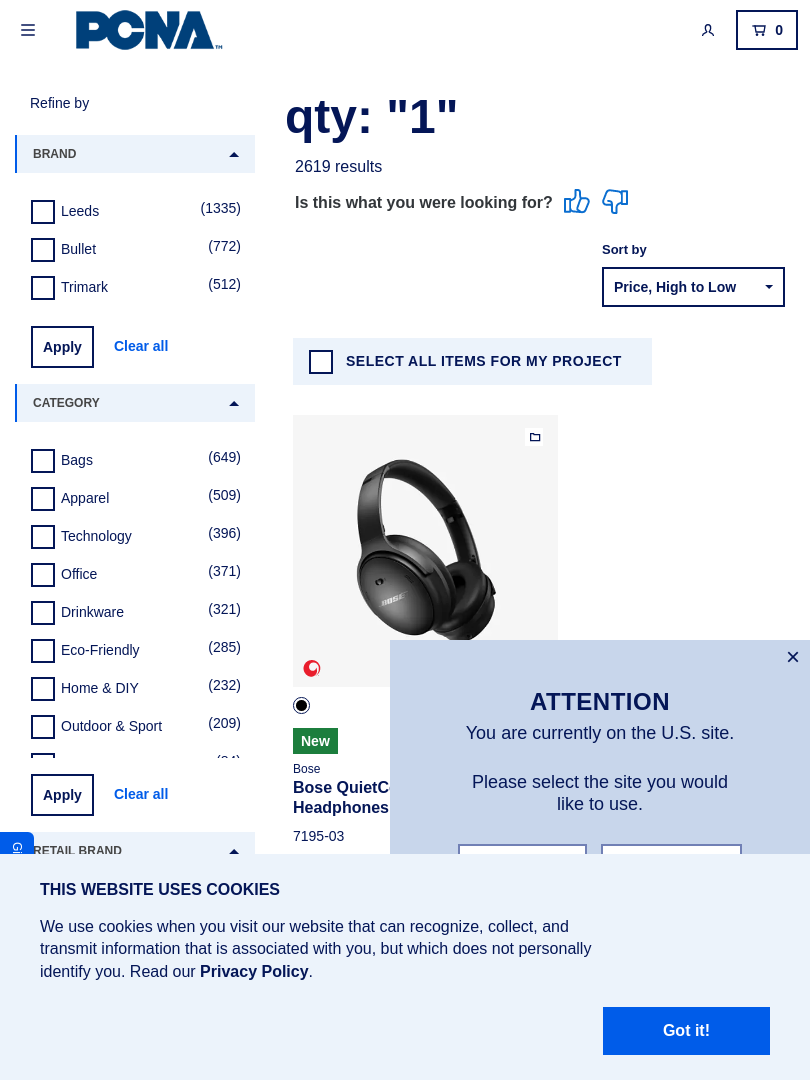 PCNA™
0
Refine by
qty: "1"
2619 results
Is this what you were looking for?
Sort by
Price, High to Low
BRAND
Leeds (1335)
Bullet (772)
Trimark (512)
Apply Clear all
SELECT ALL ITEMS FOR MY PROJECT
CATEGORY
Bags (649)
Apparel (509)
Technology (396)
Office (371)
Drinkware (321)
Eco-Friendly (285)
Home & DIY (232)
Outdoor & Sport (209)
Apply Clear all
RETAIL BRAND
BOSE
New
Bose
Bose QuietC
Headphones
7195-03
×
ATTENTION
You are currently on the U.S. site.
Please select the site you would
like to use.
THIS WEBSITE USES COOKIES
We use cookies when you visit our website that can recognize, collect, and
transmit information that is associated with you, but which does not personally
identify you. Read our Privacy Policy.
Got it!